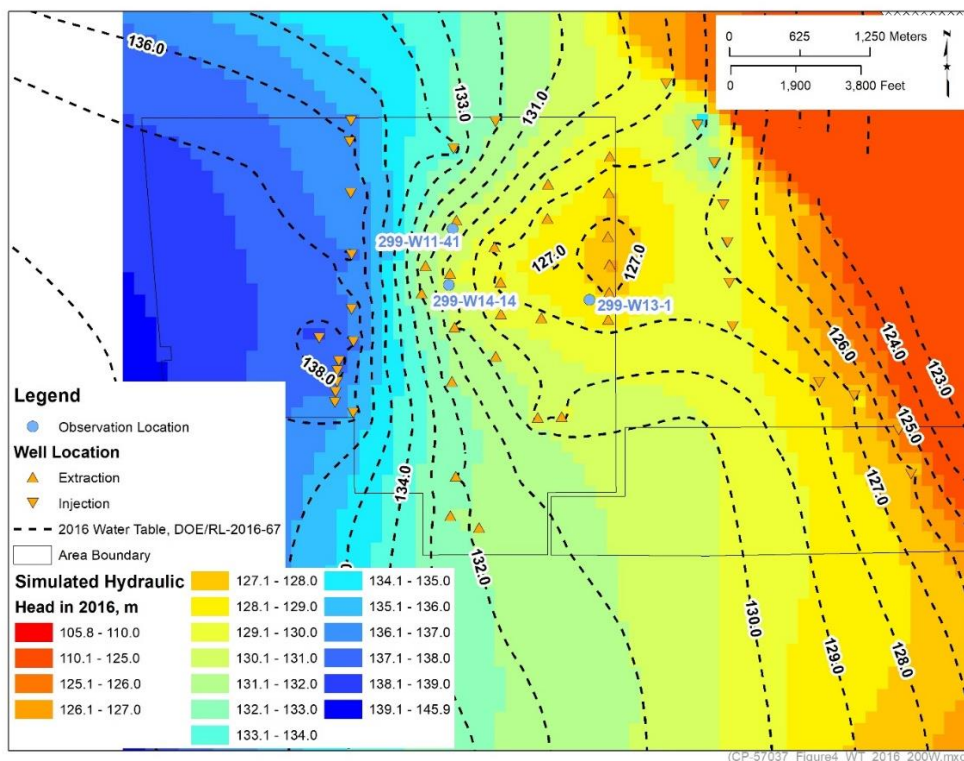 0 625 1,250 Meters
0 1,900 3,800 Feet
N
136.0
133.0
131.0
299-W11-41
127.0
127.0
299-W14-14
299-W13-1
138.0
126.0
124.0
123.0
125.0
127.0
134.0
132.0
130.0
129.0
128.0
Legend
Observation Location
Well Location
Extraction
Injection
2016 Water Table, DOE/RL-2016-67
Area Boundary
Simulated Hydraulic
Head in 2016, m
105.8 - 110.0
110.1 - 125.0
125.1 - 126.0
126.1 - 127.0
127.1 - 128.0
128.1 - 129.0
129.1 - 130.0
130.1 - 131.0
131.1 - 132.0
132.1 - 133.0
133.1 - 134.0
134.1 - 135.0
135.1 - 136.0
136.1 - 137.0
137.1 - 138.0
138.1 - 139.0
139.1 - 145.9